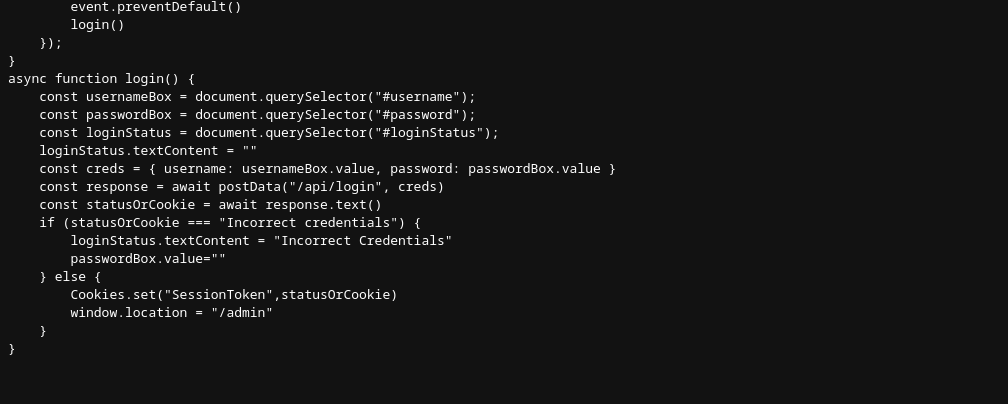 event.preventDefault()
        login()
    });
}
async function login() {
    const usernameBox = document.querySelector("#username");
    const passwordBox = document.querySelector("#password");
    const loginStatus = document.querySelector("#loginStatus");
    loginStatus.textContent = ""
    const creds = { username: usernameBox.value, password: passwordBox.value }
    const response = await postData("/api/login", creds)
    const statusOrCookie = await response.text()
    if (statusOrCookie === "Incorrect credentials") {
        loginStatus.textContent = "Incorrect Credentials"
        passwordBox.value=""
    } else {
        Cookies.set("SessionToken",statusOrCookie)
        window.location = "/admin"
    }
}